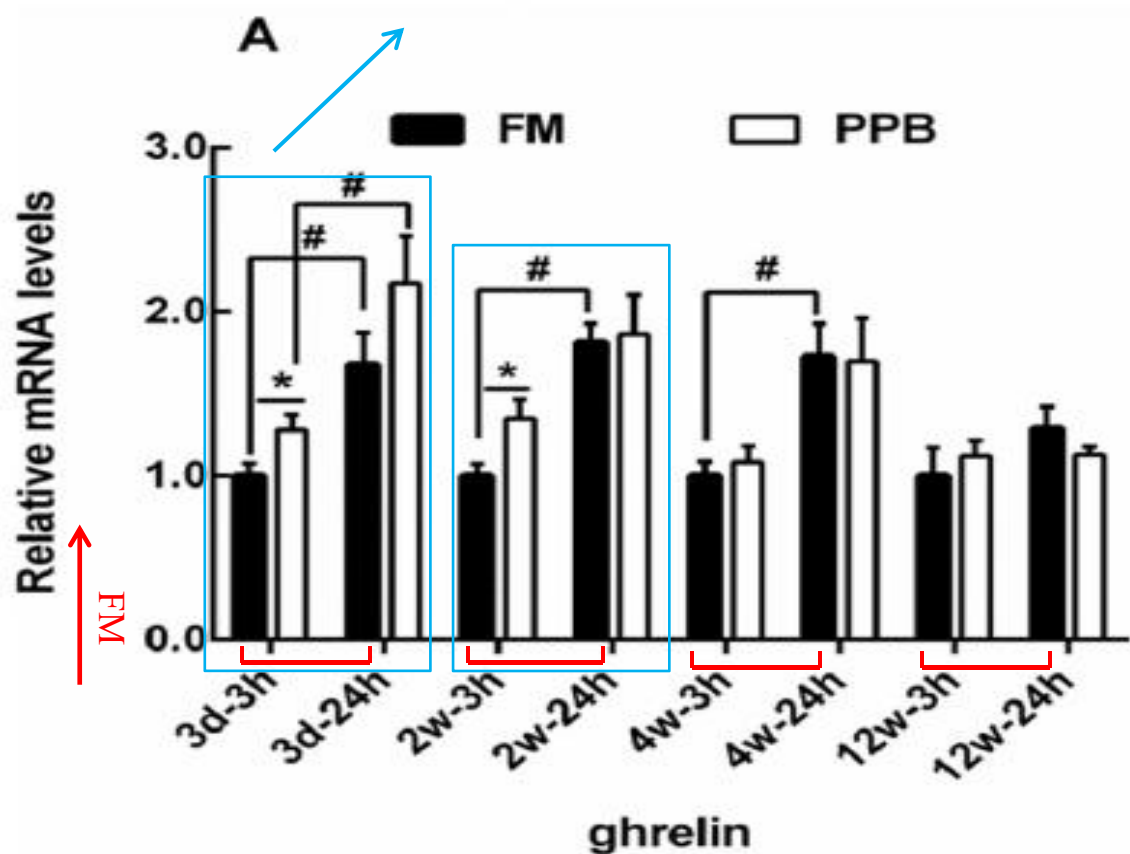 A
FM
PPB
Relative mRNA levels
3.0
2.0
1.0
0.0
#
#
*
#
*
#
FM
3d-3h
3d-24h
2w-3h
2w-24h
4w-3h
4w-24h
12w-3h
12w-24h
ghrelin